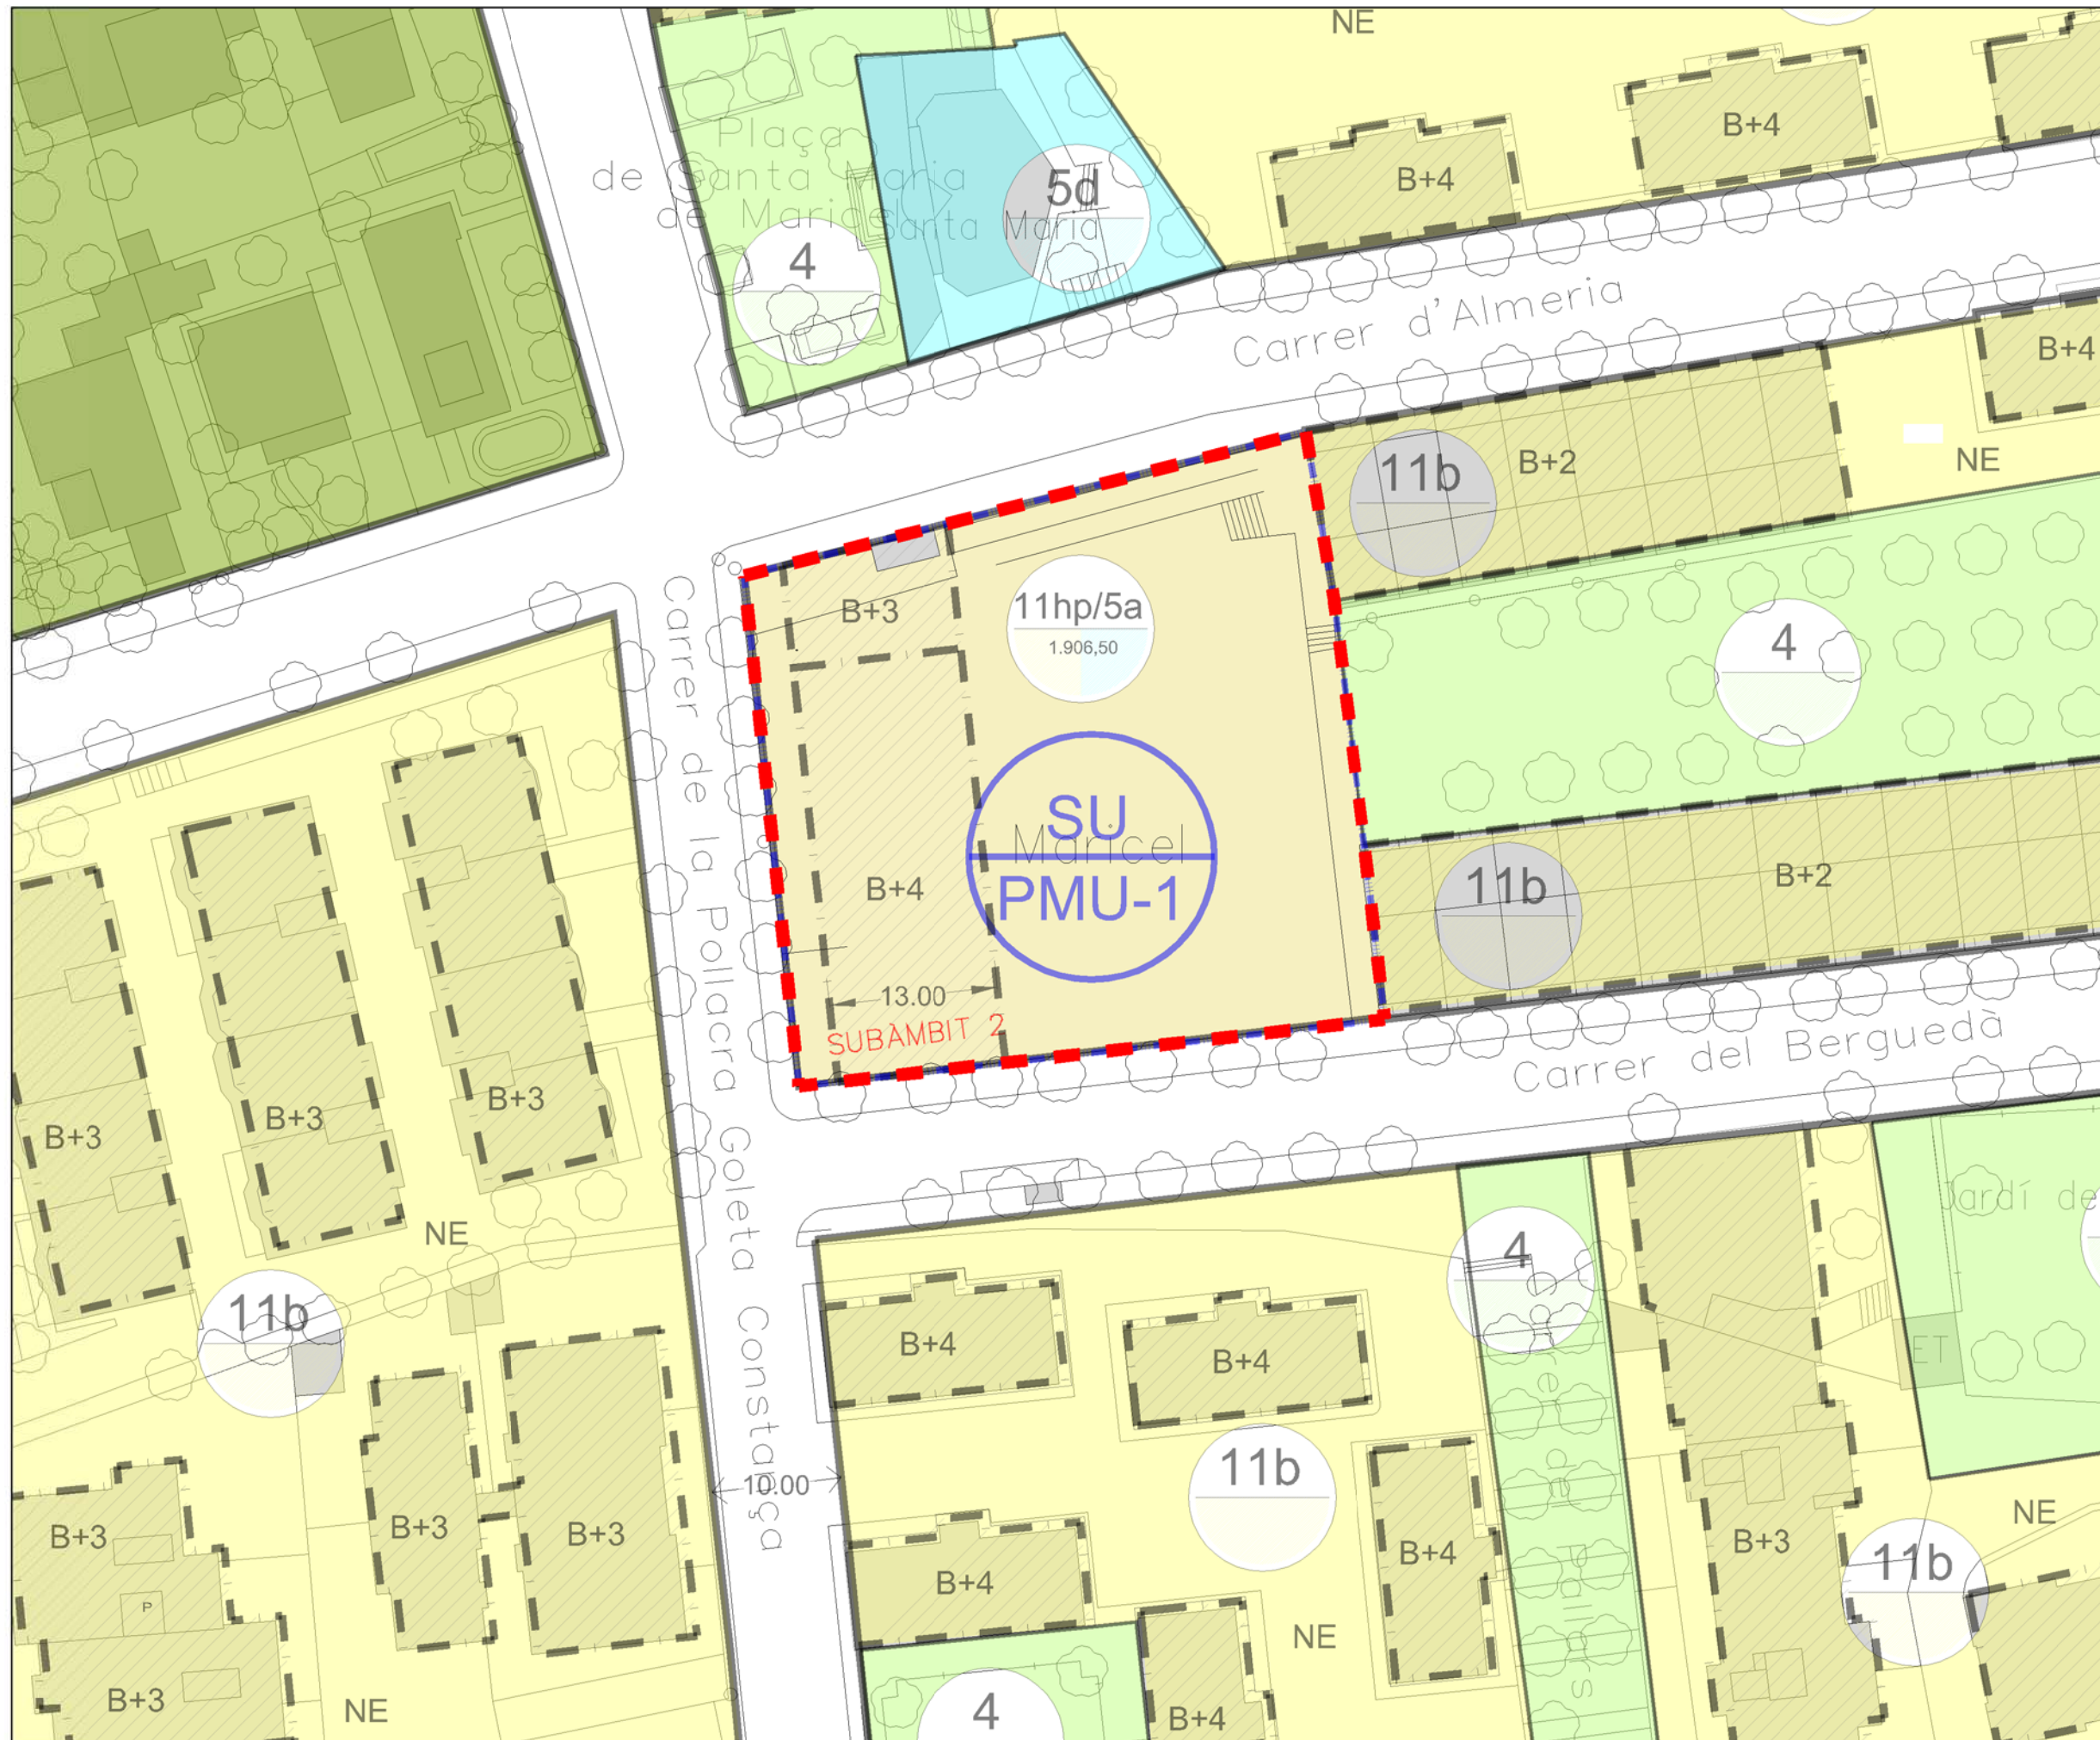 NE
B+4
B+4
Plaça
de Santa Maria
de Maricel
Santa Maria
5d
4
Carrer d'Almeria
B+4
11b
B+2
NE
B+3
11hp/5a
1.906,50
4
Carrer de la Pollacra Goleta Constança
SU
Maricel
PMU-1
B+4
11b
B+2
13.00
SUBÀMBIT 2
Carrer del Berguedà
B+3
B+3
B+3
NE
11b
4
Jardí de
ET
B+4
B+4
10.00
11b
B+3
B+3
B+3
P
B+3
NE
B+4
B+4
NE
B+3
NE
11b
4
B+4